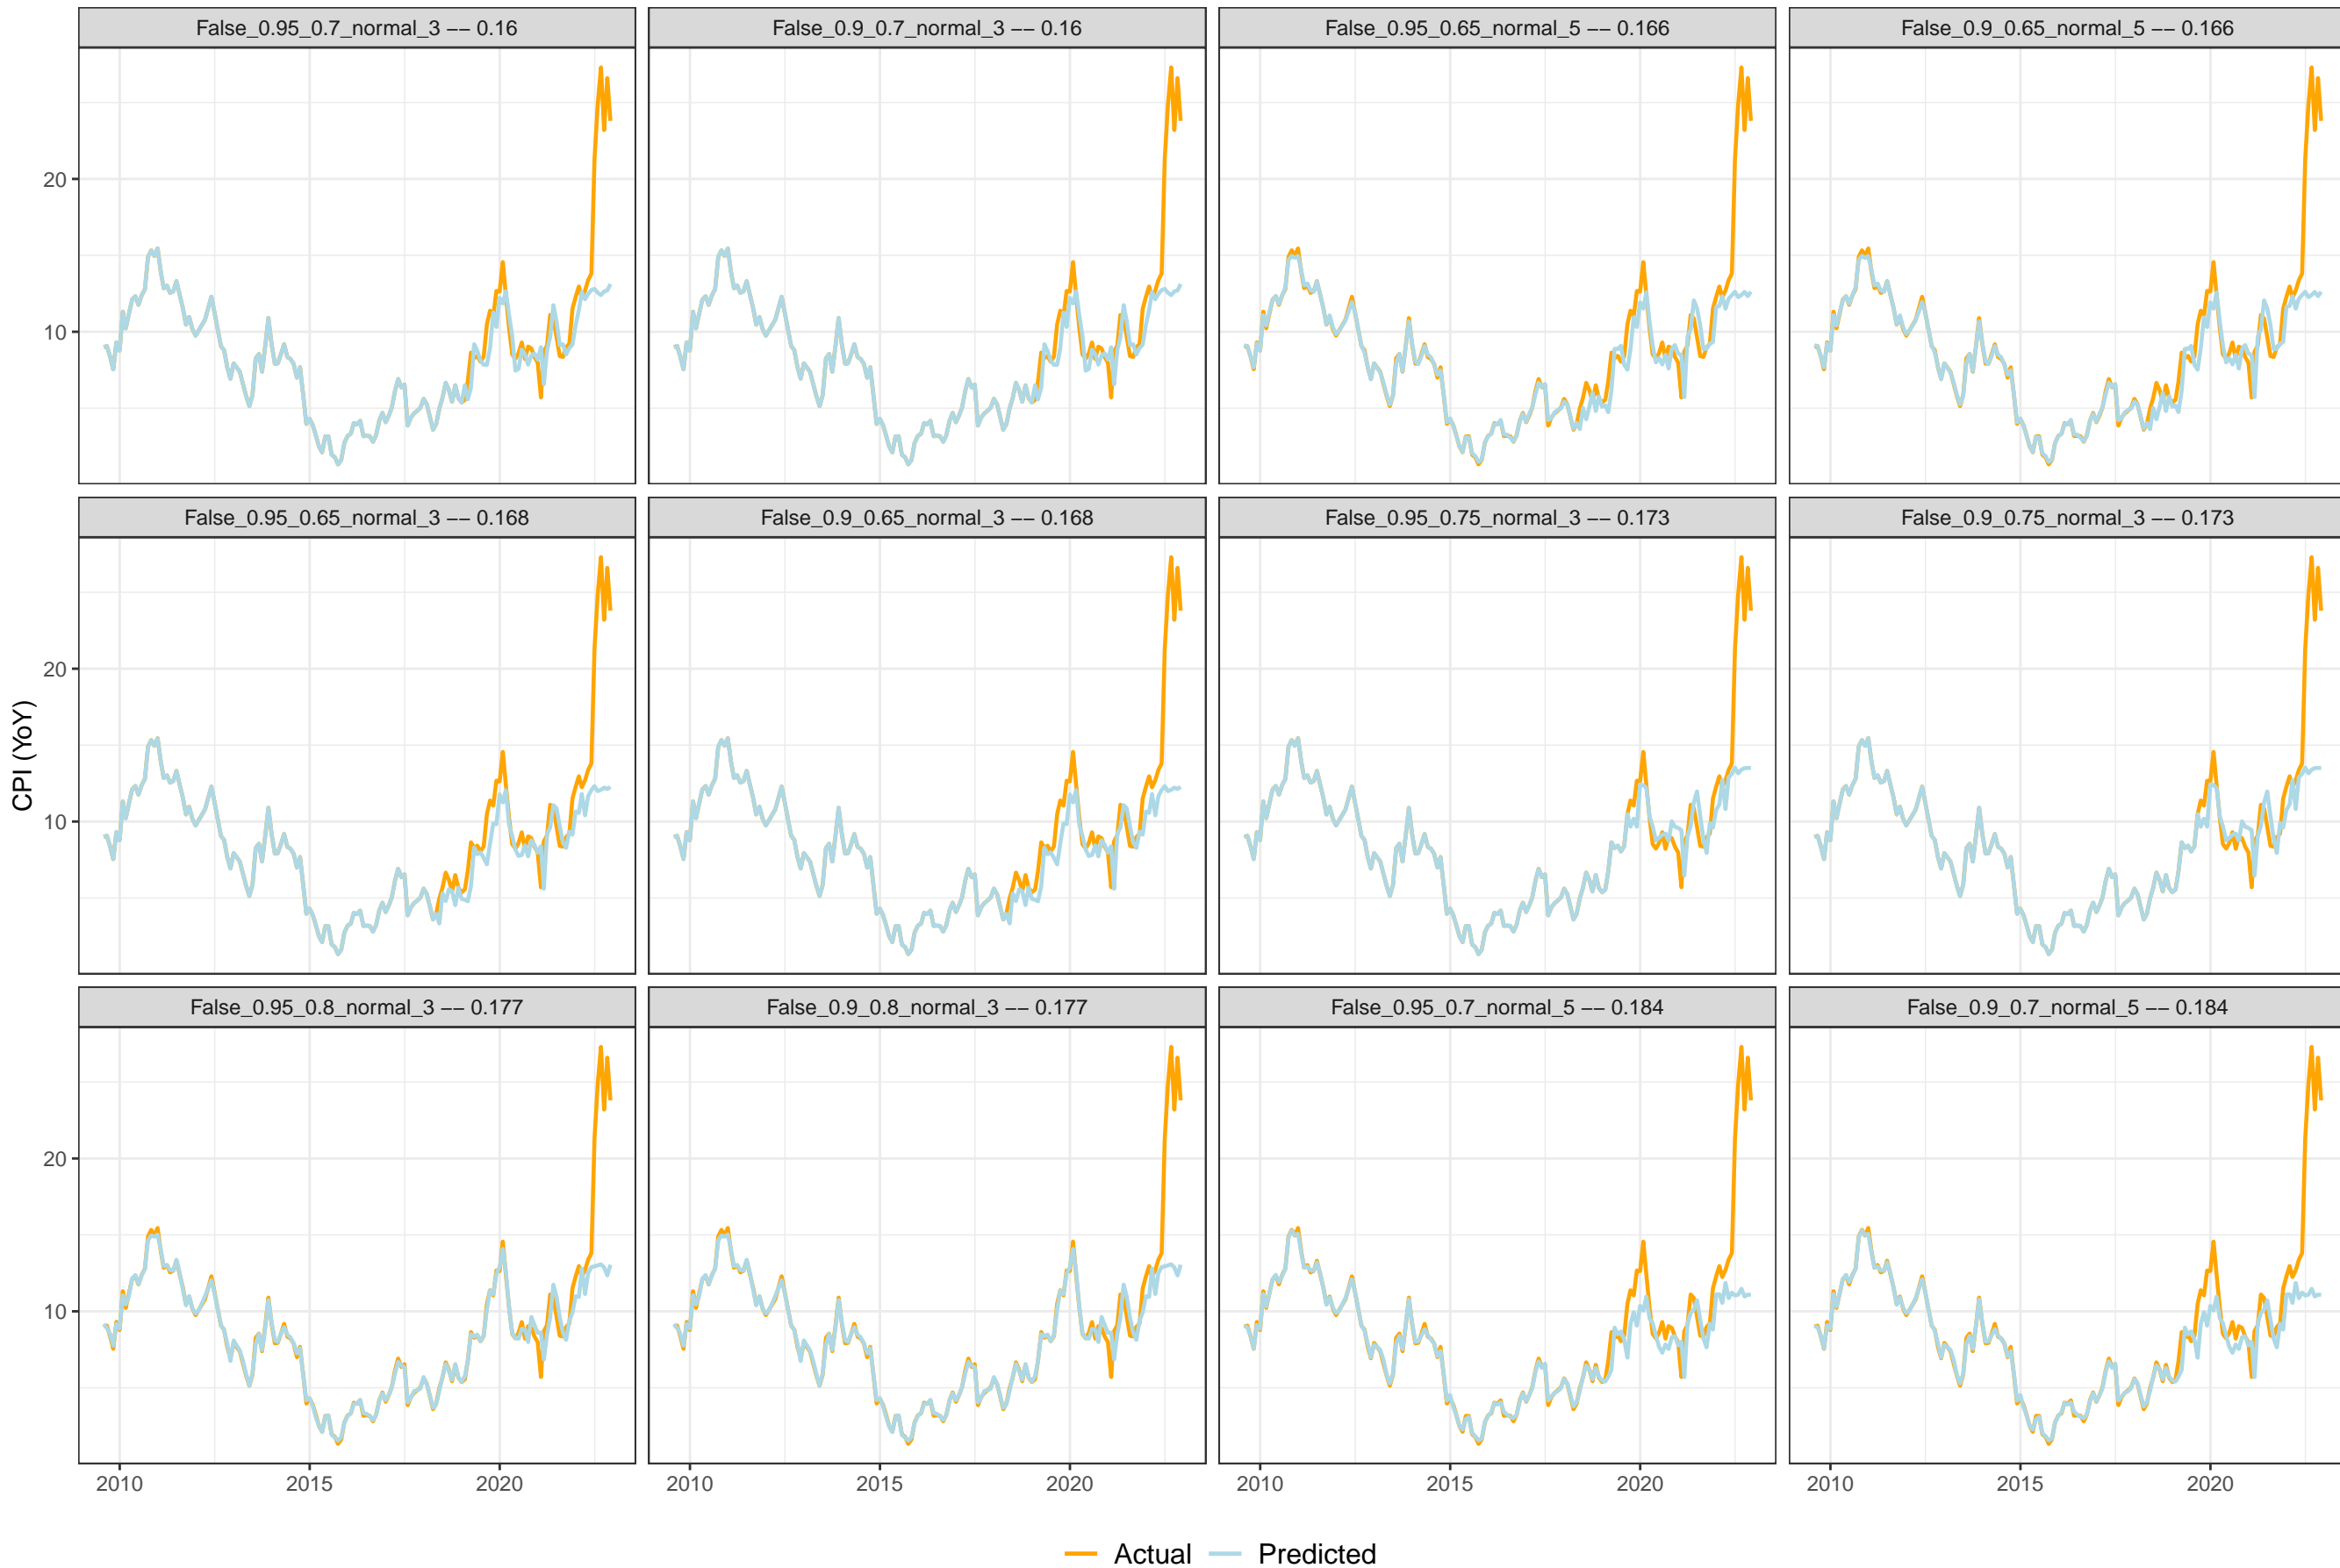 False_0.95_0.7_normal_3 −− 0.16
False_0.9_0.7_normal_3 −− 0.16
False_0.95_0.65_normal_5 −− 0.166
False_0.9_0.65_normal_5 −− 0.166
20
10
False_0.95_0.65_normal_3 −− 0.168
False_0.9_0.65_normal_3 −− 0.168
False_0.95_0.75_normal_3 −− 0.173
False_0.9_0.75_normal_3 −− 0.173
CPI (YoY)
20
10
False_0.95_0.8_normal_3 −− 0.177
False_0.9_0.8_normal_3 −− 0.177
False_0.95_0.7_normal_5 −− 0.184
False_0.9_0.7_normal_5 −− 0.184
20
10
2010 2015 2020
2010 2015 2020
2010 2015 2020
2010 2015 2020
Actual Predicted